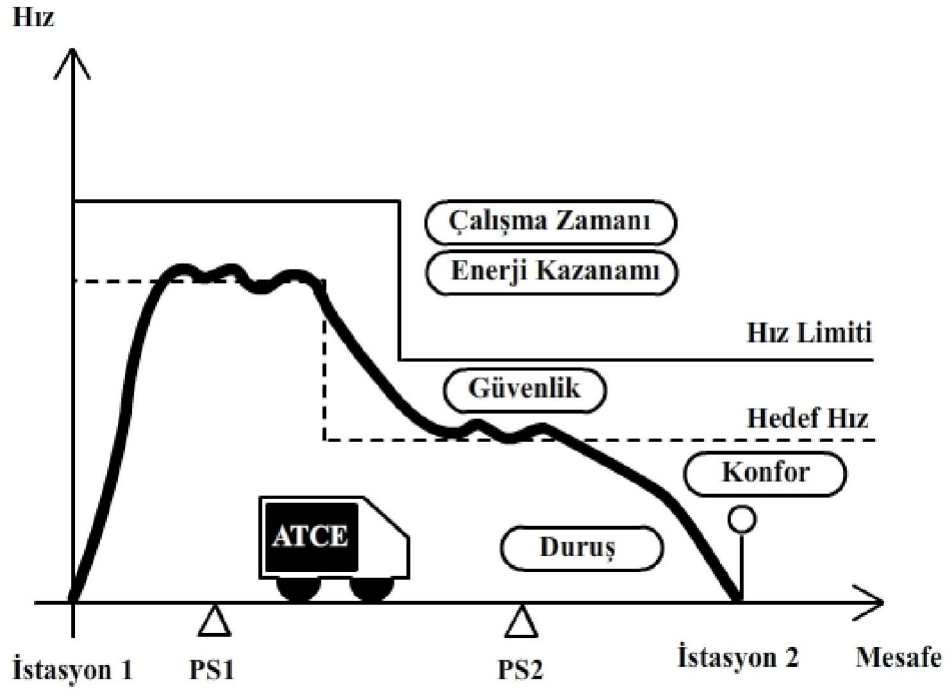 Hız
Çalışma Zamanı
Enerji Kazanamı
Hız Limiti
Güvenlik
Hedef Hız
Konfor
ATCE
Duruş
İstasyon 1
PS1
PS2
İstasyon 2
Mesafe